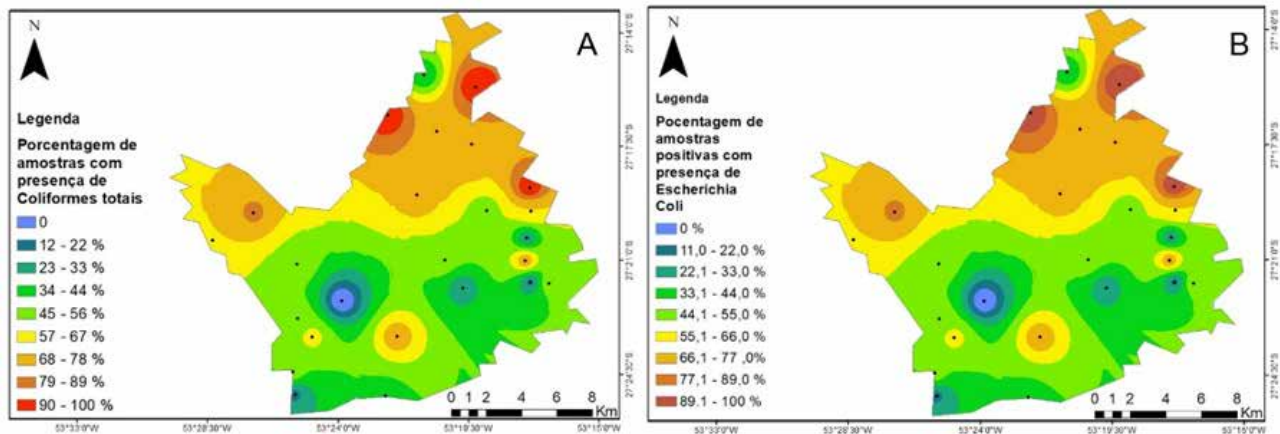 N
A
Legenda
Porcentagem de
amostras com
presença de
Coliformes totais
0
12 - 22 %
23 - 33 %
34 - 44 %
45 - 56 %
57 - 67 %
68 - 78 %
79 - 89 %
90 - 100 %
0 1 2 4 6 8
Km
27°14'0"S
27°17'30"S
27°21'0"S
27°24'30"S
53°33'0"W
53°28'30"W
53°24'0"W
53°19'30"W
53°15'0"W
N
B
Legenda
Pocentagem de
amostras
positivas com
presença de
Escherichia
Coli
0 %
11,0 - 22,0 %
22,1 - 33,0 %
33,1 - 44,0 %
44,1 - 55,0 %
55,1 - 66,0 %
66,1 - 77 ,0%
77,1 - 89,0 %
89.1 - 100 %
0 1 2 4 6 8
Km
27°14'0"S
27°17'30"S
27°21'0"S
27°24'30"S
53°33'0"W
53°28'30"W
53°24'0"W
53°19'30"W
53°15'0"W